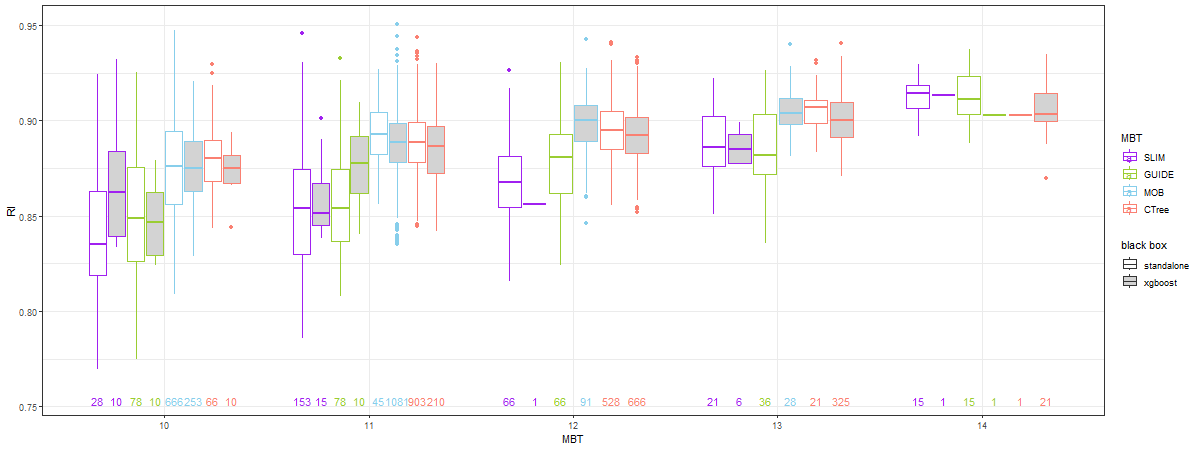 0.95
0.90
0.85
0.80
0.75
RI
28 10 78 10 666 253 66 10
153 15 78 10 45 1081 1903 210
66 1 66 91 528 666
21 6 36 28 21 325
15 1 15 1 1 21
10 11 12 13 14
MBT
MBT
SLIM
GUIDE
MOB
CTree
black box
standalone
xgboost